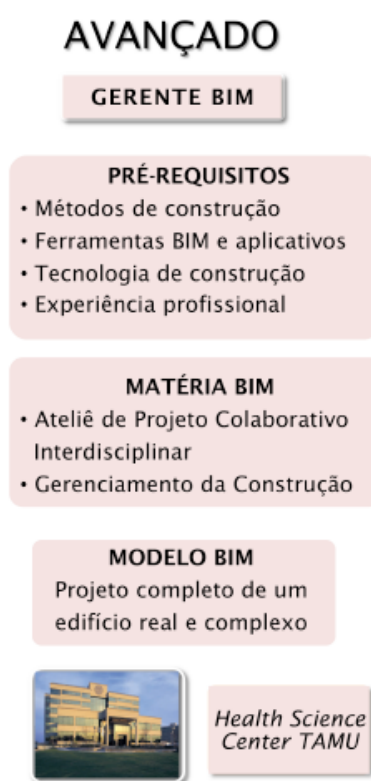 AVANÇADO
GERENTE BIM
PRÉ-REQUISITOS
• Métodos de construção
• Ferramentas BIM e aplicativos
• Tecnologia de construção
• Experiência profissional
MATÉRIA BIM
• Ateliê de Projeto Colaborativo
Interdisciplinar
• Gerenciamento da Construção
MODELO BIM
Projeto completo de um
edifício real e complexo
Health Science
Center TAMU